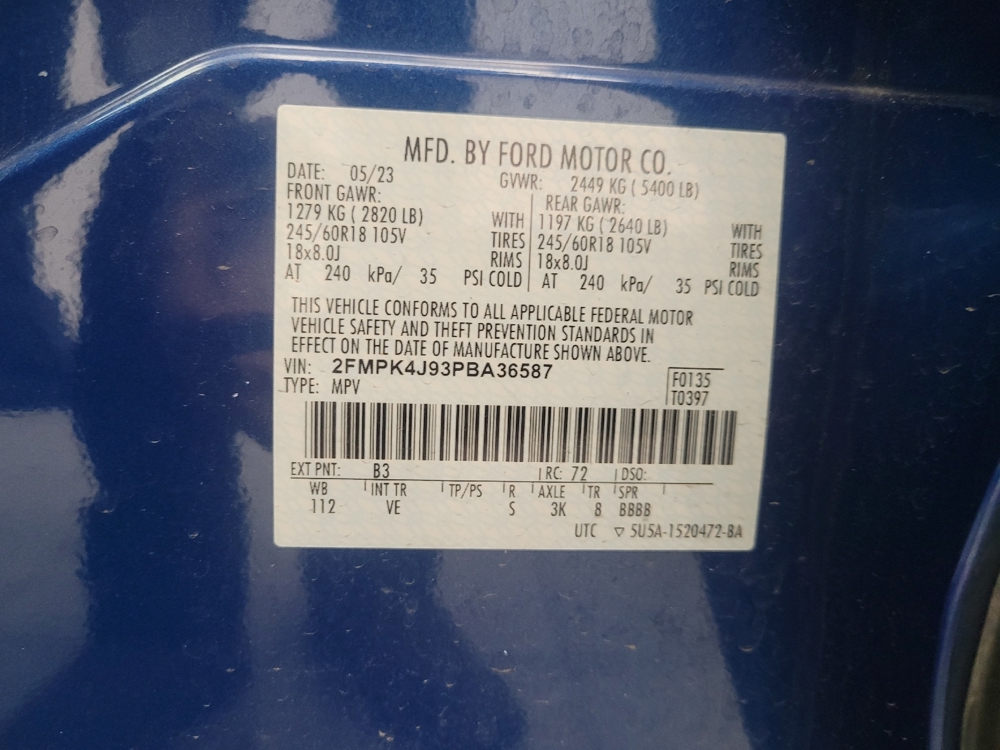 MFD. BY FORD MOTOR CO.
DATE: 05/23 GVWR: 2449 KG ( 5400 LB)
FRONT GAWR: REAR GAWR:
1279 KG ( 2820 LB) WITH 1197 KG ( 2640 LB) WITH
245/60R18 105V TIRES 245/60R18 105V TIRES
18x8.0J RIMS 18x8.0J RIMS
AT 240 kPa/ 35 PSI COLD AT 240 kPa/ 35 PSI COLD
THIS VEHICLE CONFORMS TO ALL APPLICABLE FEDERAL MOTOR
VEHICLE SAFETY AND THEFT PREVENTION STANDARDS IN
EFFECT ON THE DATE OF MANUFACTURE SHOWN ABOVE.
VIN: 2FMPK4J93PBA36587 F0135
TYPE: MPV T0397
EXT PNT: B3 RC: 72 DSO:
WB INT TR TP/PS R AXLE TR SPR
112 VE S 3K 8 BBBB
UTC ▽ 5U5A-1520472-BA